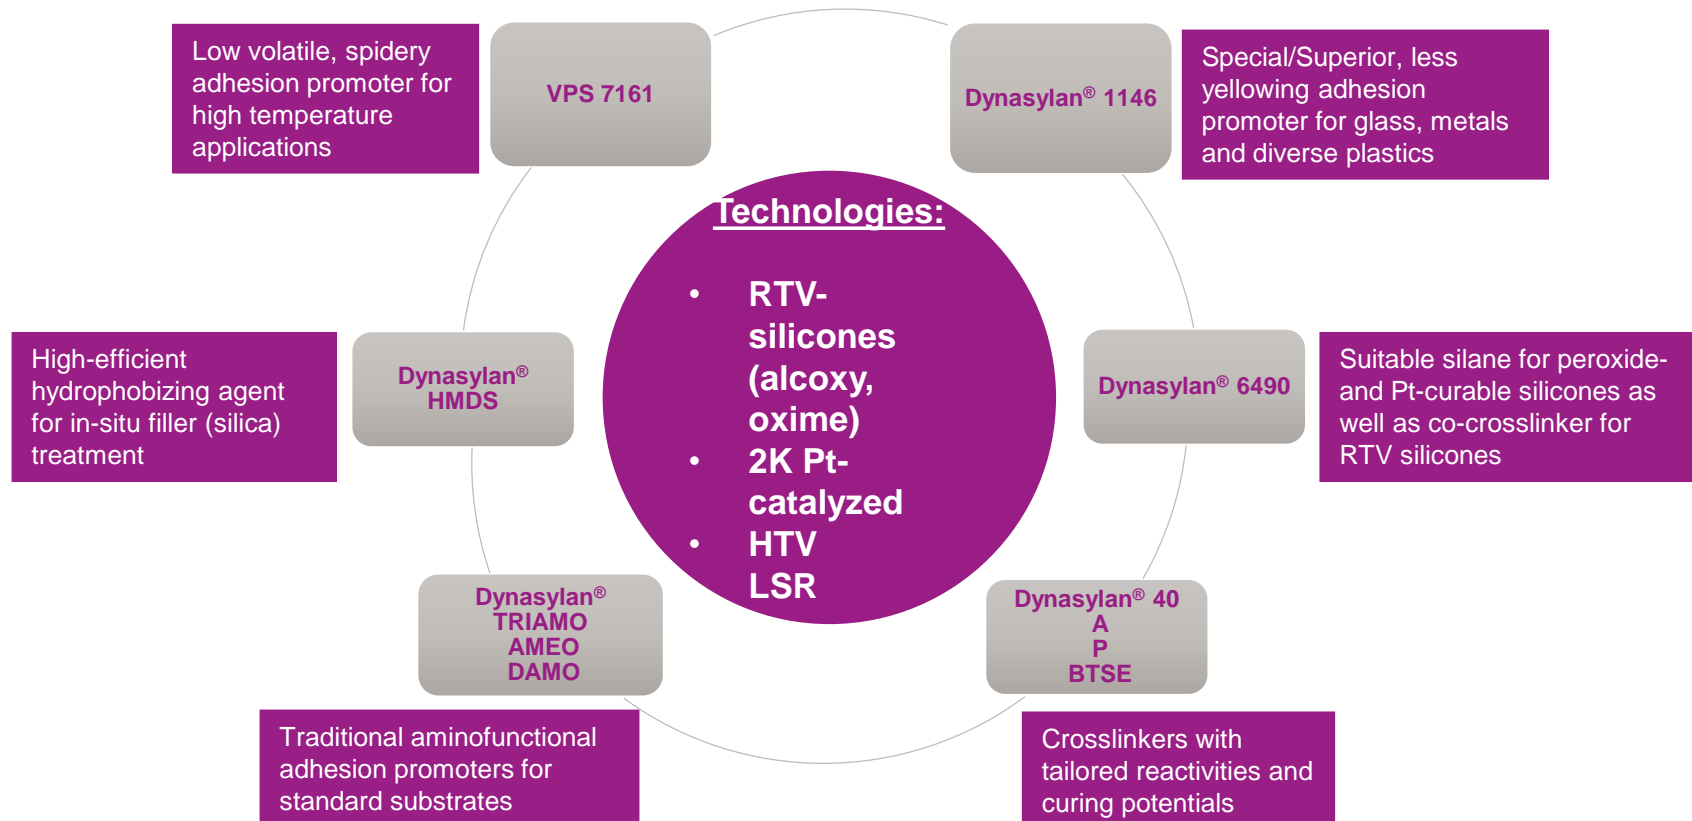 Low volatile, spidery
adhesion promoter for
high temperature
applications
VPS 7161
Dynasylan® 1146
Special/Superior, less
yellowing adhesion
promoter for glass, metals
and diverse plastics
Technologies:
• RTV-
silicones
(alcoxy,
oxime)
• 2K Pt-
catalyzed
• HTV
LSR
High-efficient
hydrophobizing agent
for in-situ filler (silica)
treatment
Dynasylan®
HMDS
Dynasylan® 6490
Suitable silane for peroxide-
and Pt-curable silicones as
well as co-crosslinker for
RTV silicones
Dynasylan®
TRIAMO
AMEO
DAMO
Dynasylan® 40
A
P
BTSE
Traditional aminofunctional
adhesion promoters for
standard substrates
Crosslinkers with
tailored reactivities and
curing potentials